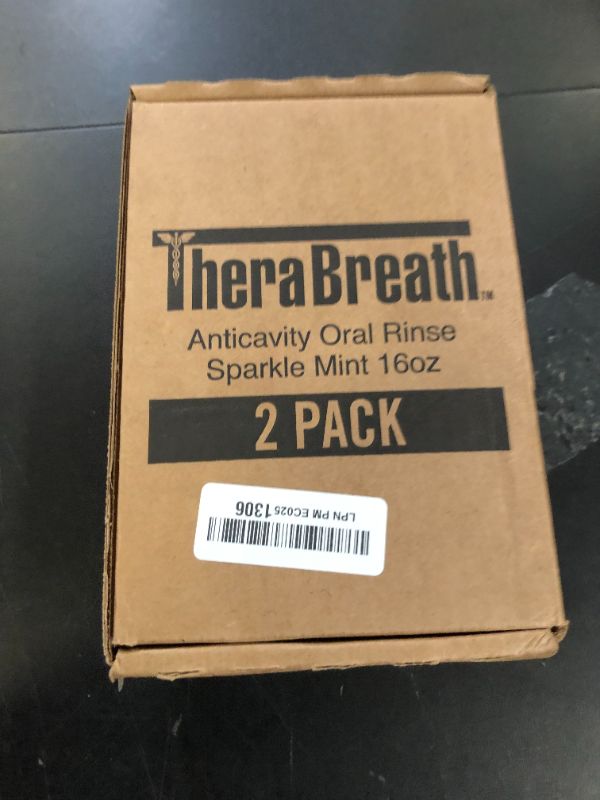 TheraBreath™
Anticavity Oral Rinse
Sparkle Mint 16oz
2 PACK
LPN PM EC025 1306